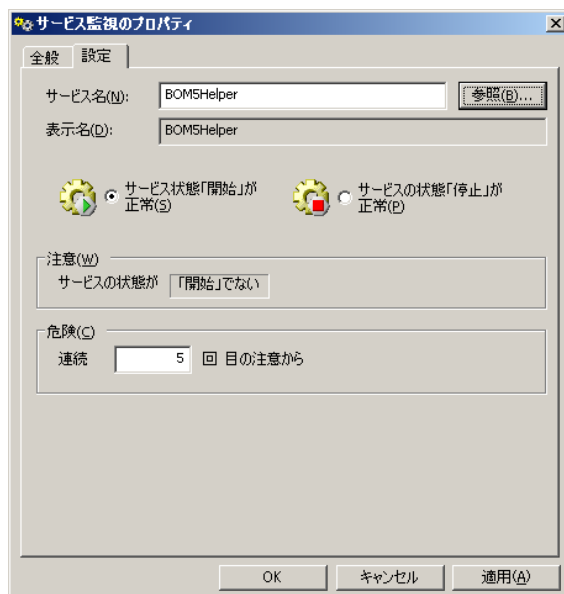 サービス監視のプロパティ
全般 設定
サービス名(N): BOM5Helper 参照(B)...
表示名(D): BOM5Helper
サービス状態「開始」が
正常(S)
サービスの状態「停止」が
正常(P)
注意(W)
サービスの状態が 「開始」でない
危険(C)
連続 5 回 目の注意から
OK キャンセル 適用(A)